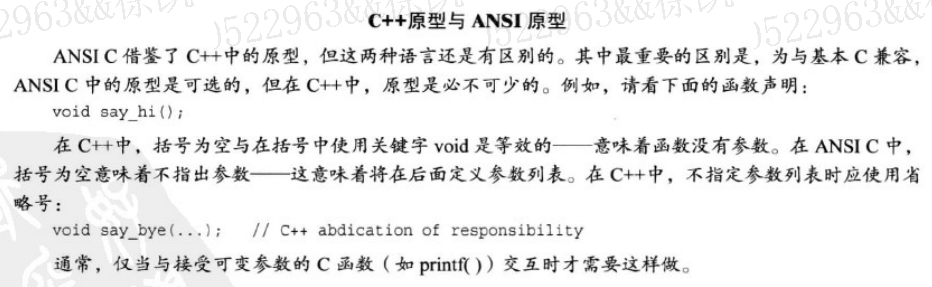 C++原型与 ANSI 原型
ANSI C 借鉴了 C++中的原型，但这两种语言还是有区别的。其中最重要的区别是，为与基本 C 兼容，
ANSI C 中的原型是可选的，但在 C++中，原型是必不可少的。例如，请看下面的函数声明：
void say_hi();
在 C++中，括号为空与在括号中使用关键字 void 是等效的——意味着函数没有参数。在 ANSI C 中，
括号为空意味着不指出参数——这意味着将在后面定义参数列表。在 C++中，不指定参数列表时应使用省
略号：
void say_bye(...);   // C++ abdication of responsibility
通常，仅当与接受可变参数的 C 函数（如 printf( )）交互时才需要这样做。